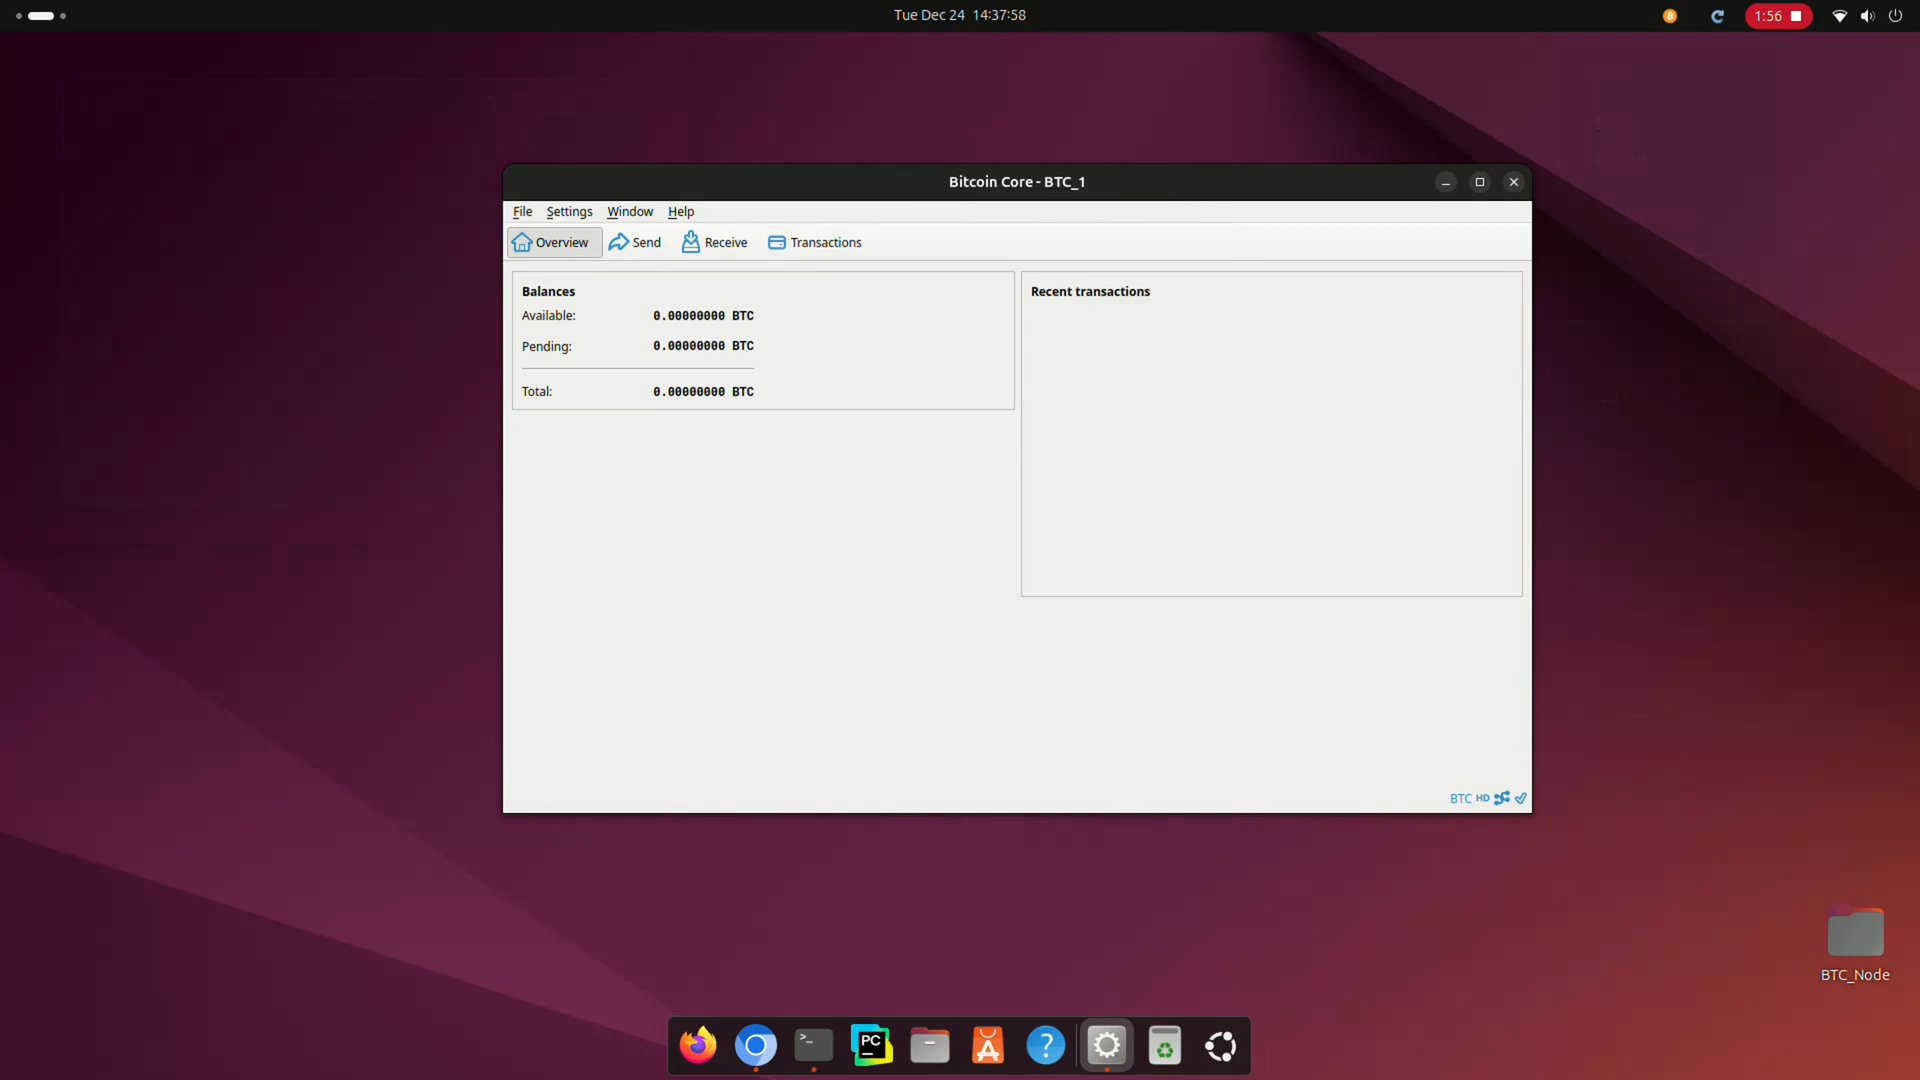 Tue Dec 24 14:37:58
1:56
Bitcoin Core - BTC_1
File Settings Window Help
Overview Send Receive Transactions
Balances
Available: 0.00000000 BTC
Pending: 0.00000000 BTC
Total: 0.00000000 BTC
Recent transactions
BTC HD
BTC_Node
>_
PC
?